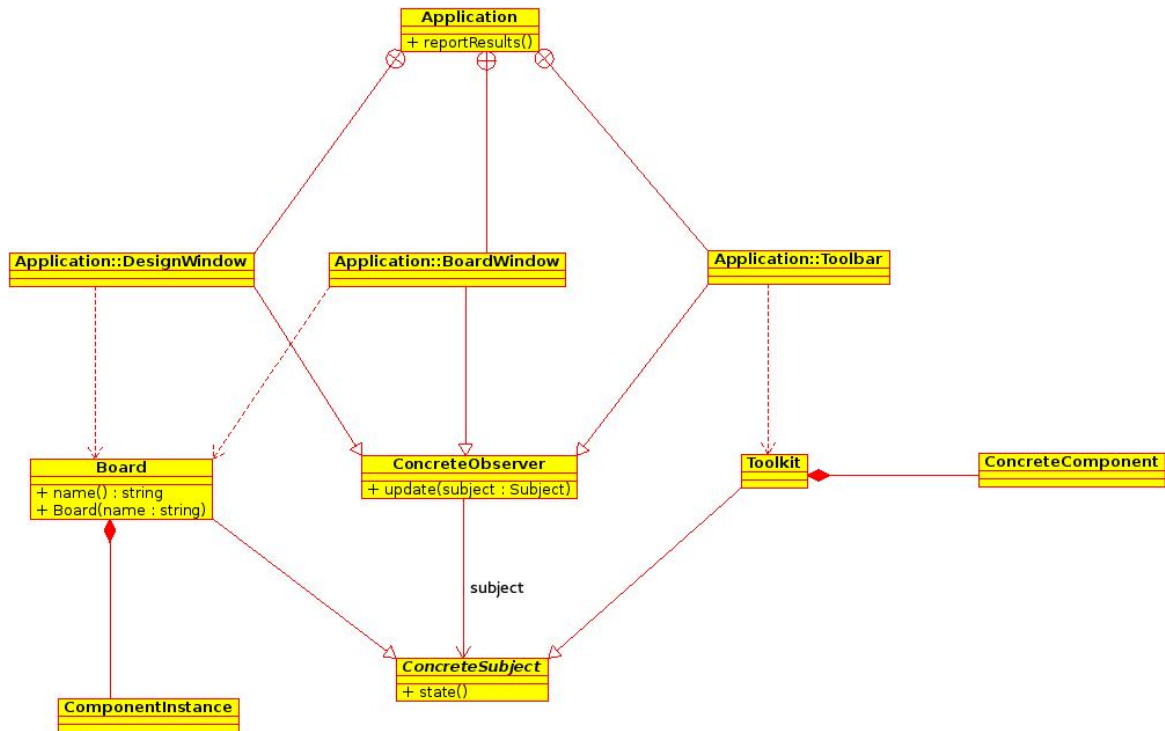 Application
+ reportResults()
Application::DesignWindow
Application::BoardWindow
Application::Toolbar
Board
+ name() : string
+ Board(name : string)
ConcreteObserver
+ update(subject : Subject)
Toolkit
ConcreteComponent
subject
ConcreteSubject
+ state()
ComponentInstance